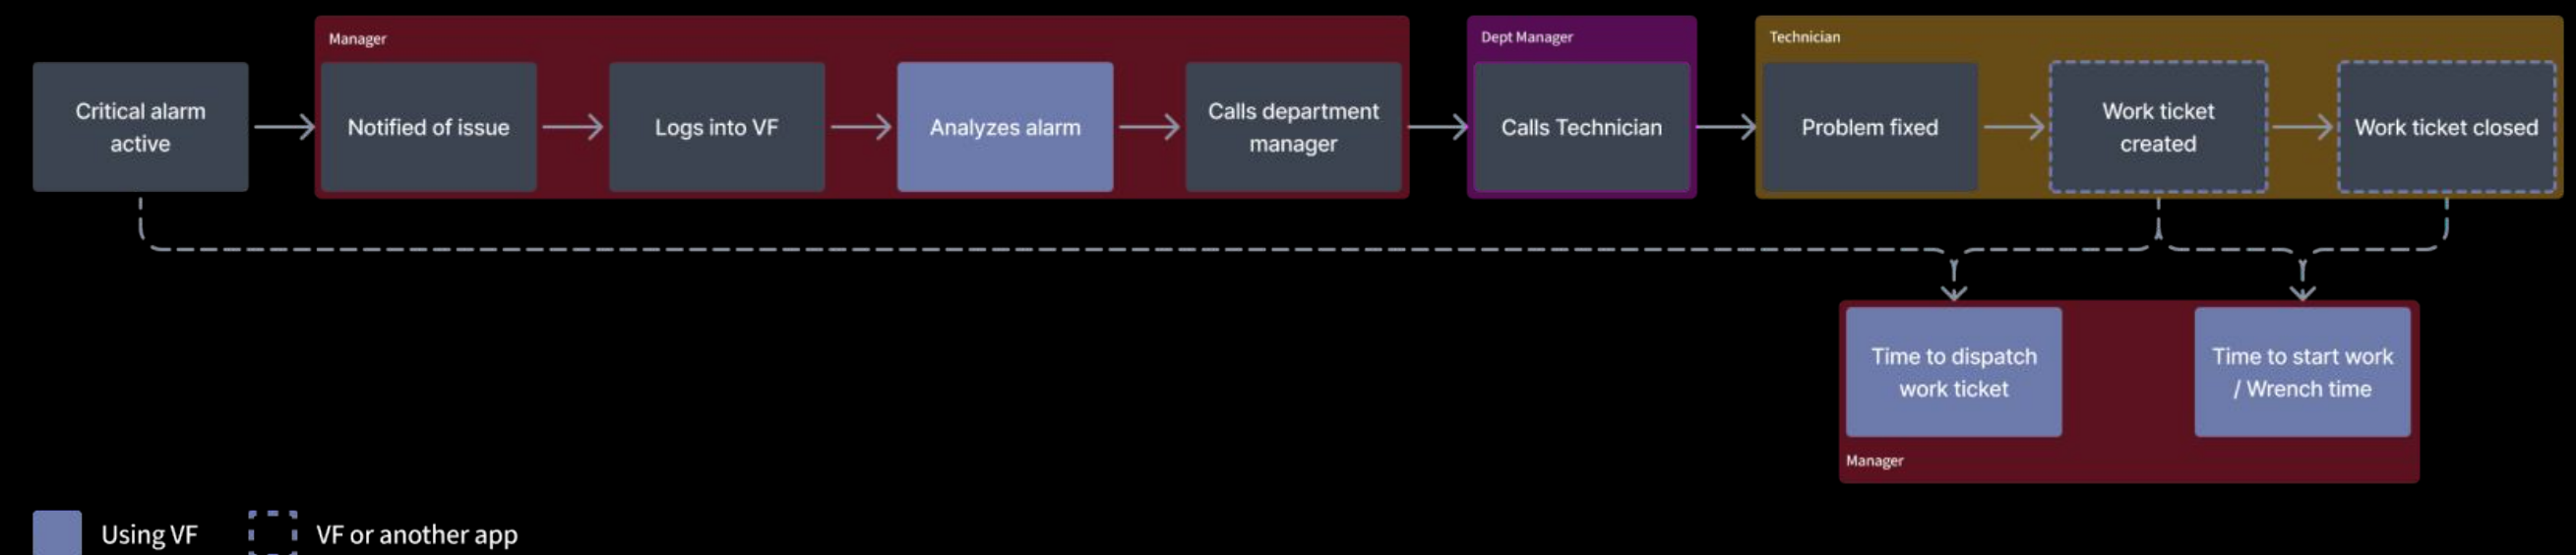 Manager
Dept Manager
Technician
Critical alarm
active
Notified of issue
Logs into VF
Analyzes alarm
Calls department
manager
Calls Technician
Problem fixed
Work ticket
created
Work ticket closed
Time to dispatch
work ticket
Time to start work
/ Wrench time
Manager
Using VF
VF or another app